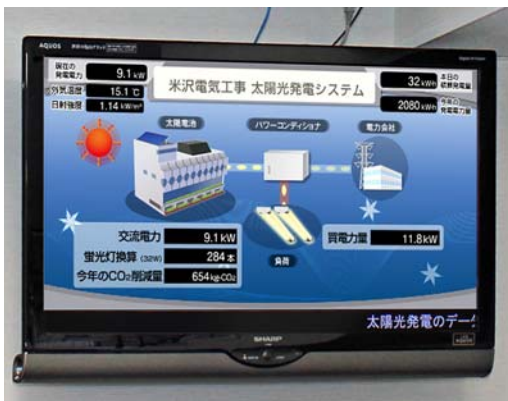 AQUOS
現在の
発電電力 9.1 kW
外気温度 15.1 ℃
日射強度 1.14 kW/m²
米沢電気工事 太陽光発電システム
32 kWh 本日の
積算発電量
2080 kWh 今年の
発電電力量
太陽電池
パワーコンディショナ
電力会社
交流電力 9.1 kW
蛍光灯換算 (32W) 284 本
今年のCO₂削減量 654 kg-CO₂
負荷
買電力量 11.8 kW
太陽光発電のデー
SHARP